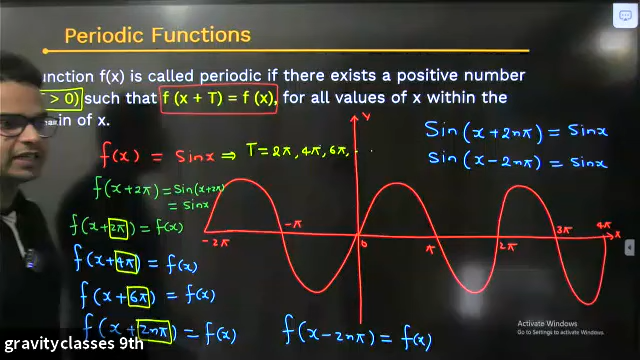 Periodic Functions
unction f(x) is called periodic if there exists a positive number
> 0) such that f (x + T) = f (x), for all values of x within the
in of x.
f(x) = Sinx ⇒ T = 2π, 4π, 6π, . .
Sin(x+2nπ) = Sinx
Sin(x-2nπ) = Sinx
f(x+2π) = Sin(x+2π)
= Sinx
f(x+2π) = f(x)
f(x+4π) = f(x)
f(x+6π) = f(x)
f(x+2nπ) = f(x)
f(x-2nπ) = f(x)
Y
-2π -π 0 π 2π 3π 4π X
Activate Windows
Go to Settings to activate Windows.
gravityclasses 9th